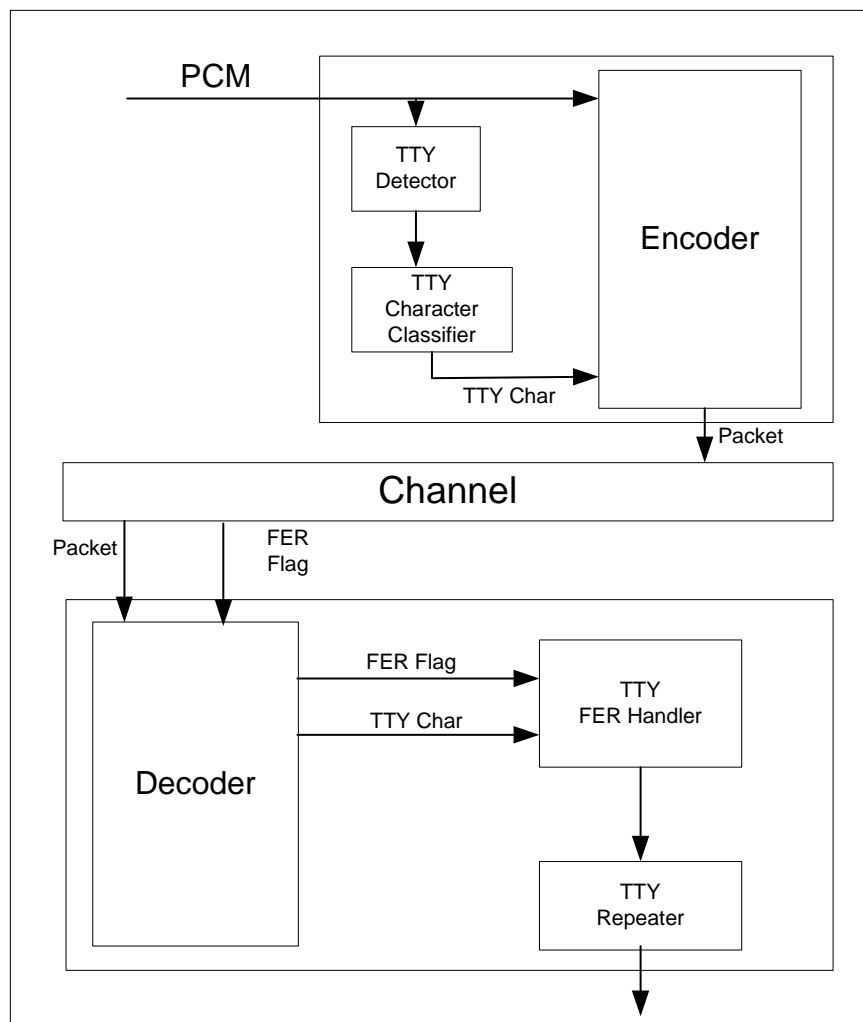 PCM
TTY
Detector
Encoder
TTY
Character
Classifier
TTY Char
Packet
Channel
Packet
FER
Flag
FER Flag
TTY
FER Handler
TTY Char
Decoder
TTY
Repeater